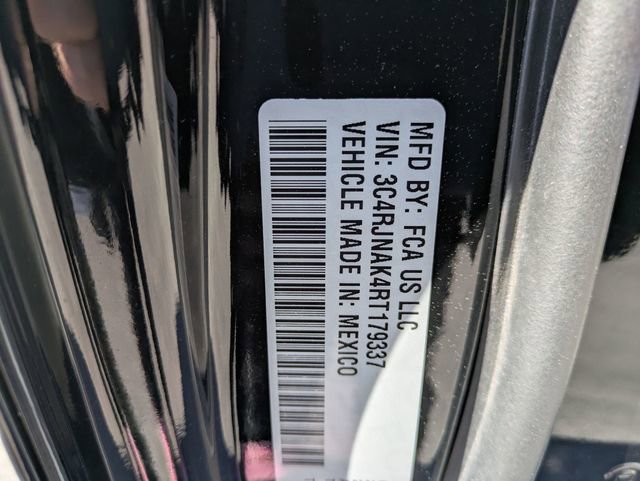 MFD BY: FCA US LLC
VIN: 3C4RJNAK4RT179337
VEHICLE MADE IN: MEXICO